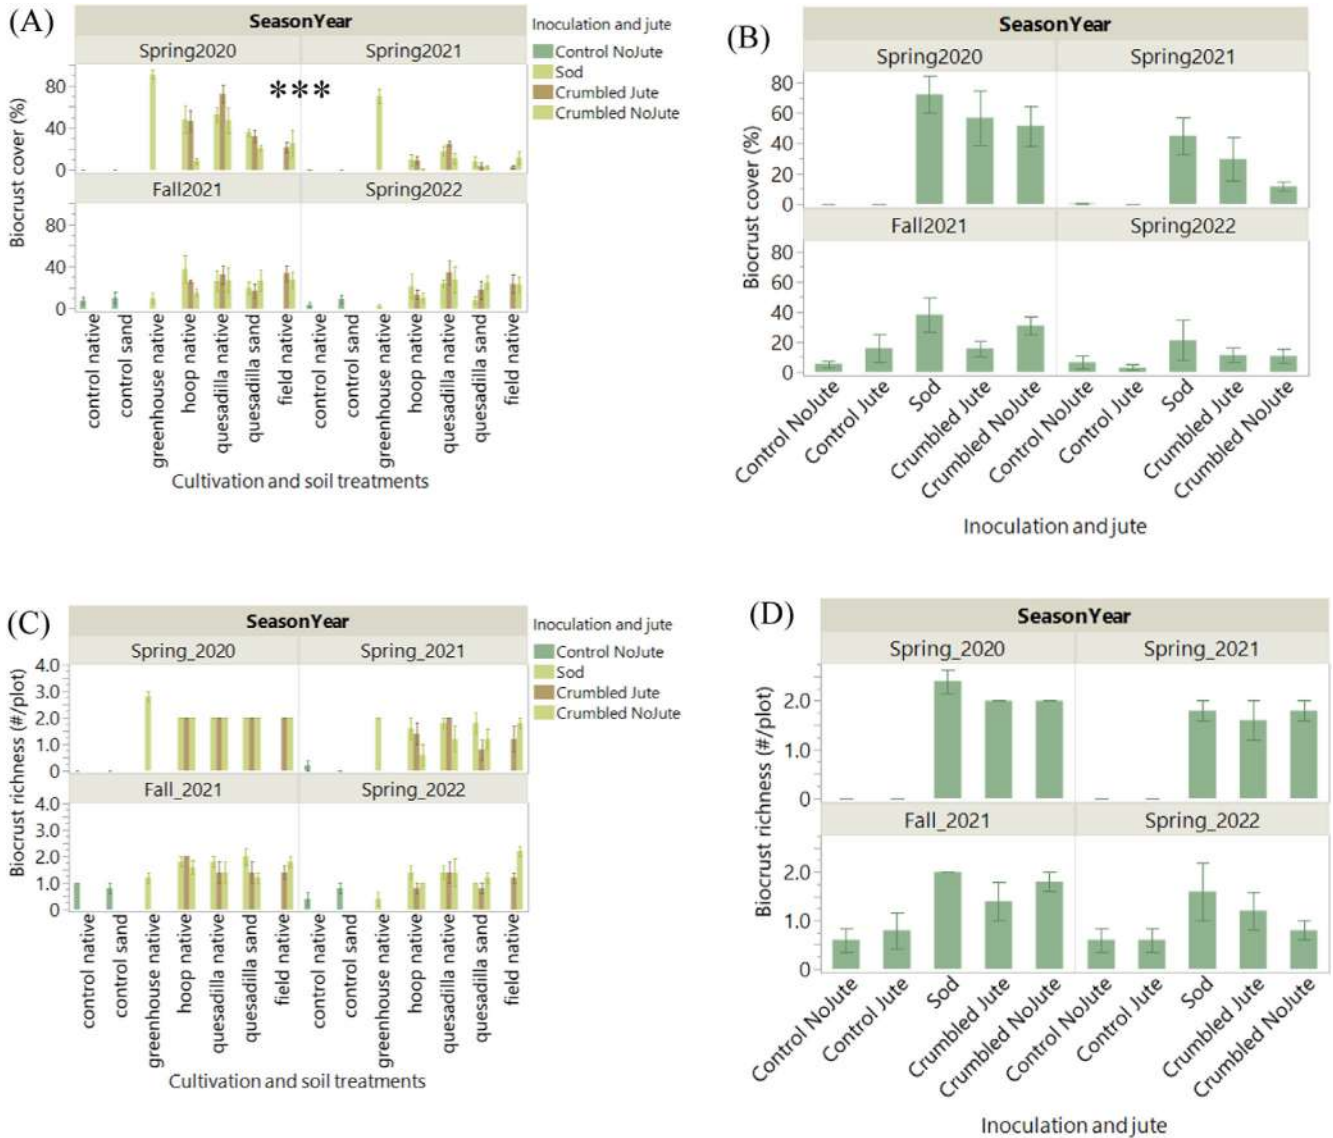 (A)
SeasonYear
Spring2020 Spring2021
Fall2021 Spring2022
Biocrust cover (%)
80
40
0
80
40
0
control native
control sand
greenhouse native
hoop native
quesadilla native
quesadilla sand
field native
control native
control sand
greenhouse native
hoop native
quesadilla native
quesadilla sand
field native
Cultivation and soil treatments
***
Inoculation and jute
Control NoJute
Sod
Crumbled Jute
Crumbled NoJute
(B)
SeasonYear
Spring2020 Spring2021
Fall2021 Spring2022
Biocrust cover (%)
Biocrust cover (%)
80
60
40
20
0
80
60
40
20
0
Control NoJute
Control Jute
Sod
Crumbled Jute
Crumbled NoJute
Control NoJute
Control Jute
Sod
Crumbled Jute
Crumbled NoJute
Inoculation and jute
(C)
SeasonYear
Spring_2020 Spring_2021
Fall_2021 Spring_2022
Biocrust richness (#/plot)
4.0
3.0
2.0
1.0
0
4.0
3.0
2.0
1.0
0
control native
control sand
greenhouse native
hoop native
quesadilla native
quesadilla sand
field native
control native
control sand
greenhouse native
hoop native
quesadilla native
quesadilla sand
field native
Cultivation and soil treatments
Inoculation and jute
Control NoJute
Sod
Crumbled Jute
Crumbled NoJute
(D)
SeasonYear
Spring_2020 Spring_2021
Fall_2021 Spring_2022
Biocrust richness (#/plot)
2.0
1.0
0
2.0
1.0
0
Control NoJute
Control Jute
Sod
Crumbled Jute
Crumbled NoJute
Control NoJute
Control Jute
Sod
Crumbled Jute
Crumbled NoJute
Inoculation and jute